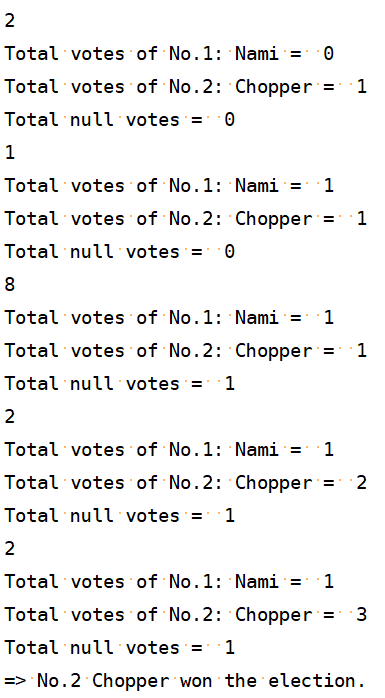 2
Total votes of No.1: Nami =  0
Total votes of No.2: Chopper =  1
Total null votes =  0
1
Total votes of No.1: Nami =  1
Total votes of No.2: Chopper =  1
Total null votes =  0
8
Total votes of No.1: Nami =  1
Total votes of No.2: Chopper =  1
Total null votes =  1
2
Total votes of No.1: Nami =  1
Total votes of No.2: Chopper =  2
Total null votes =  1
2
Total votes of No.1: Nami =  1
Total votes of No.2: Chopper =  3
Total null votes =  1
=> No.2 Chopper won the election.